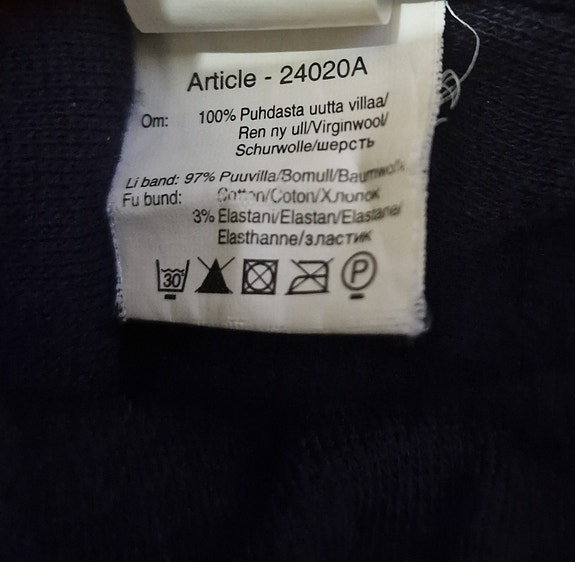 Article - 24020A
Om: 100% Puhdasta uutta villaa/
Ren ny ull/Virginwool/
Schurwolle/шерсть
Li band: 97% Puuvilla/Bomull/Baumwolle
Fu bund: Cotton/Coton/Хлопок
3% Elastani/Elastan/Elastane/
Elasthanne/эластик
30
P